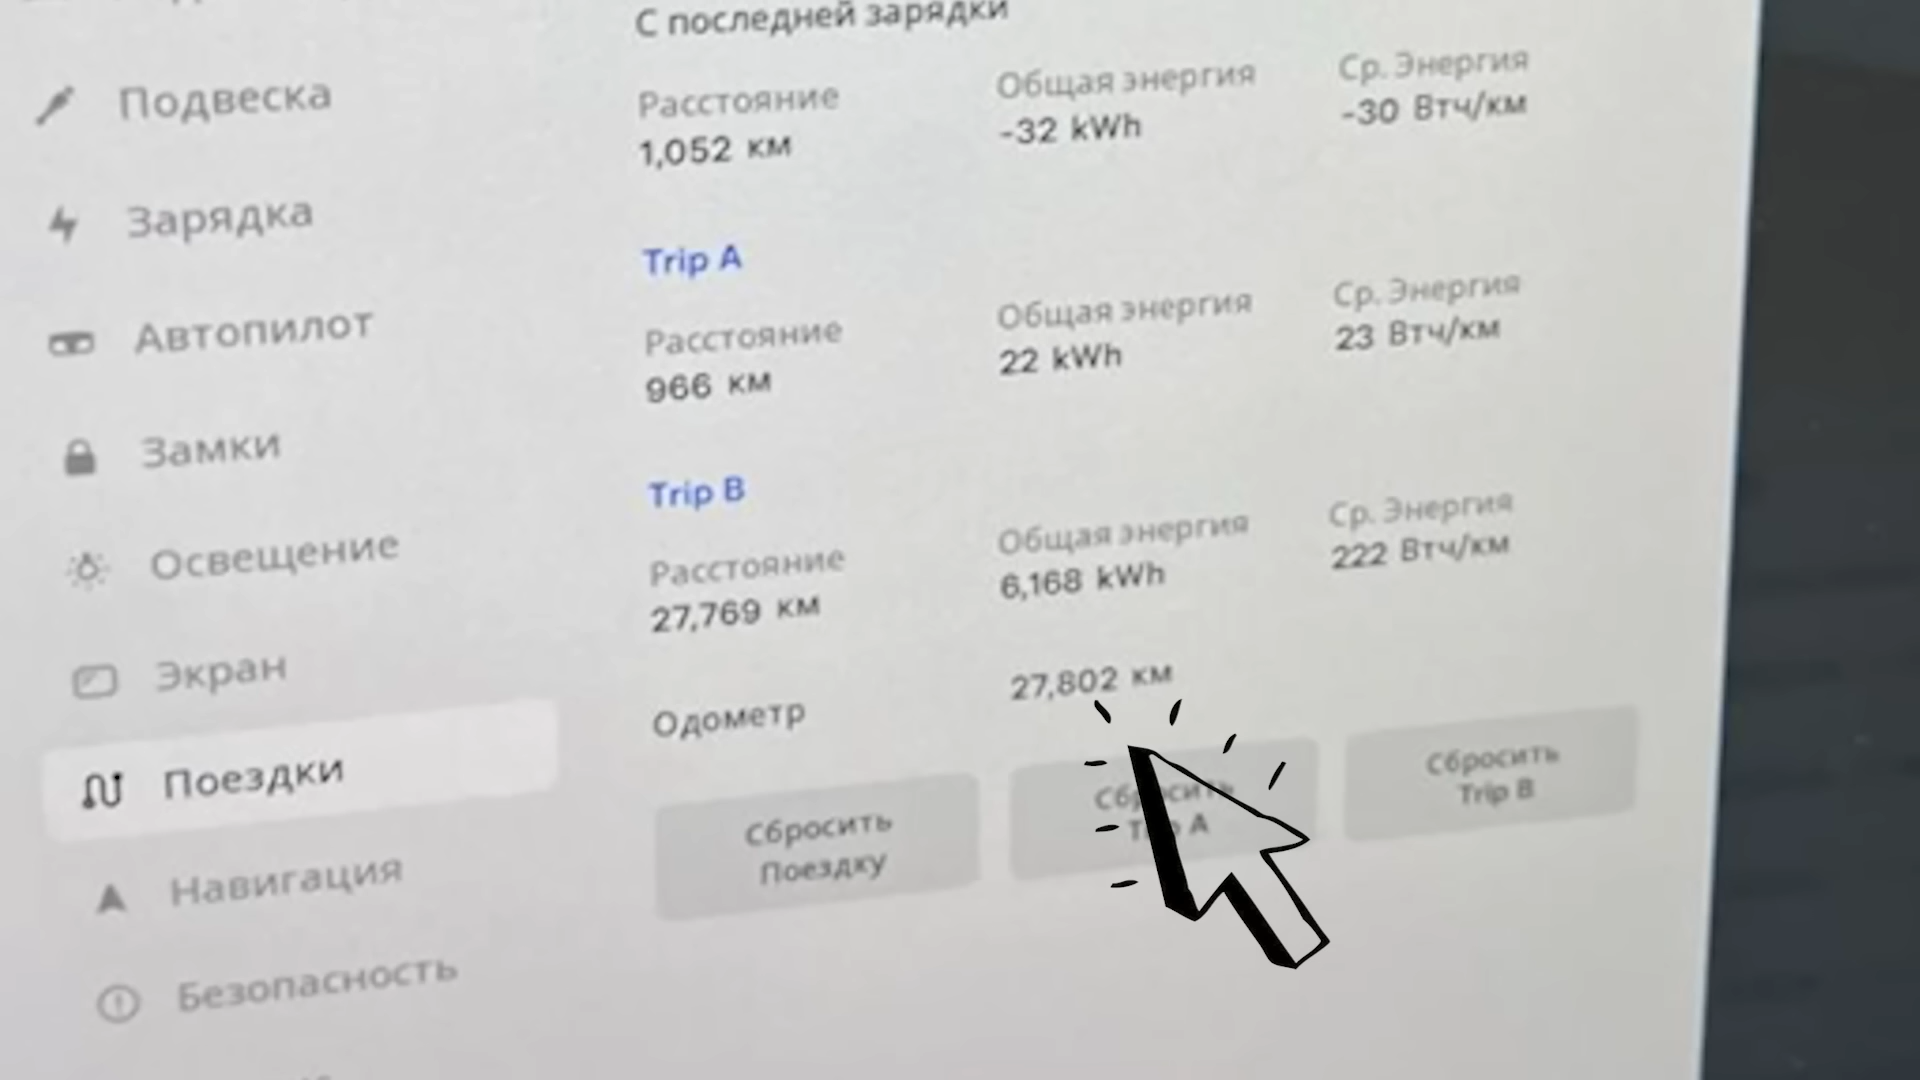 С последней зарядки
Расстояние
1,052 км
Общая энергия
-32 kWh
Ср. Энергия
-30 Втч/км
Trip A
Расстояние
966 км
Общая энергия
22 kWh
Ср. Энергия
23 Втч/км
Trip B
Расстояние
27,769 км
Общая энергия
6,168 kWh
Ср. Энергия
222 Втч/км
Одометр
27,802 км
Сбросить
Поездку
Сбросить
Trip A
Сбросить
Trip B
Подвеска
Зарядка
Автопилот
Замки
Освещение
Экран
Поездки
Навигация
Безопасность